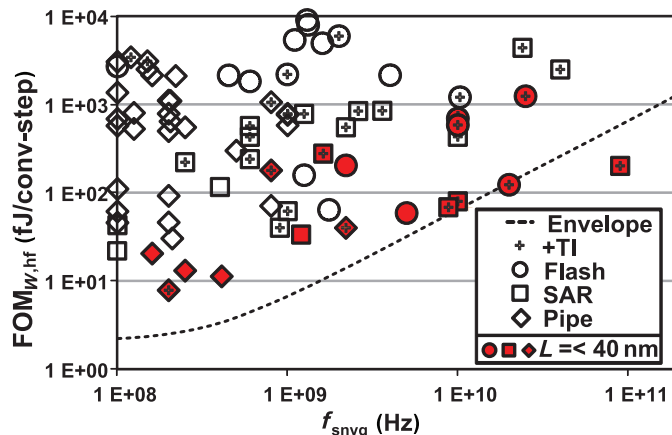 1 E+04
1 E+03
1 E+02
1 E+01
1 E+00
FOMW,hf (fJ/conv-step)
Envelope
+TI
Flash
SAR
Pipe
L =< 40 nm
1 E+08
1 E+09
1 E+10
1 E+11
fsnyq (Hz)